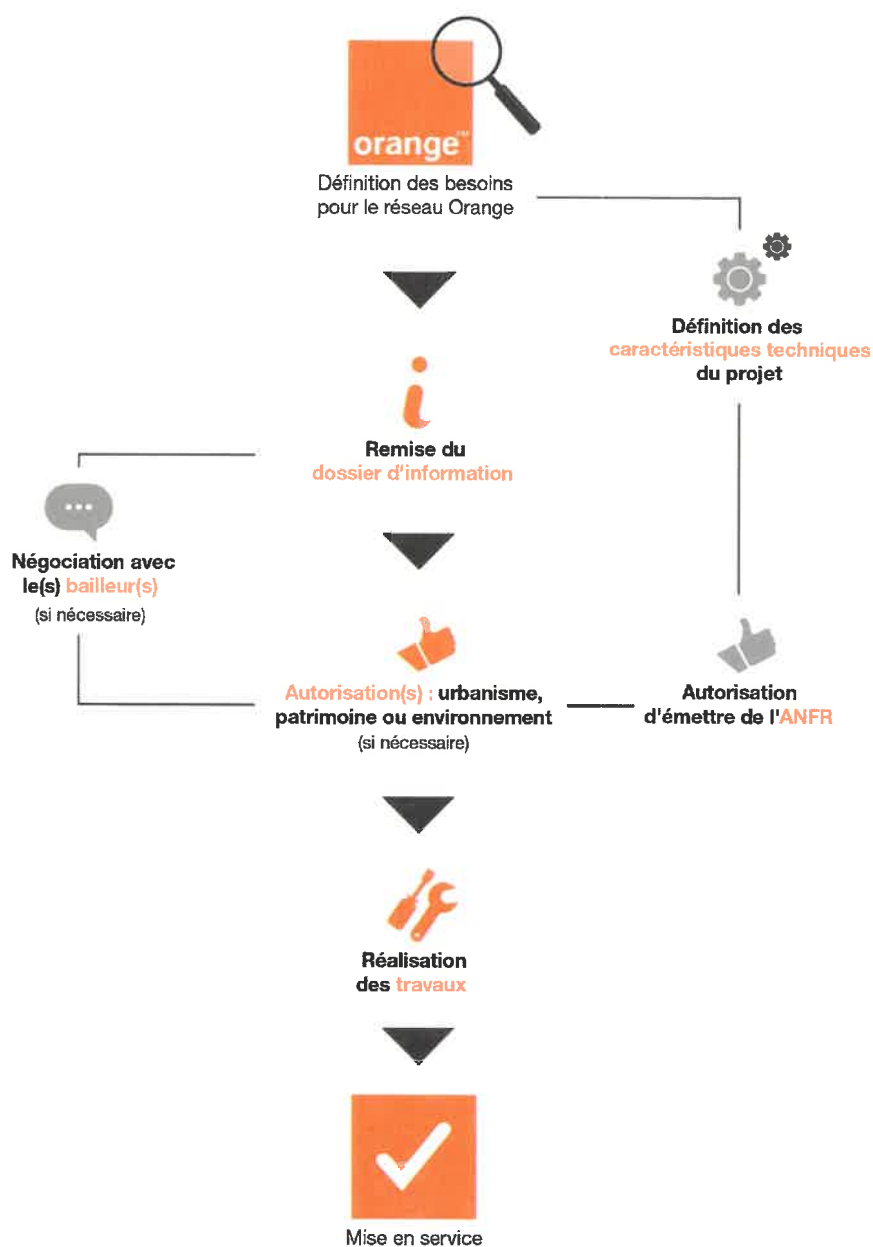 orange™
Définition des besoins
pour le réseau Orange
Définition des
caractéristiques techniques
du projet
Remise du
dossier d'information
Négociation avec
le(s) bailleur(s)
(si nécessaire)
Autorisation(s) : urbanisme,
patrimoine ou environnement
(si nécessaire)
Autorisation
d'émettre de l'ANFR
Réalisation
des travaux
Mise en service